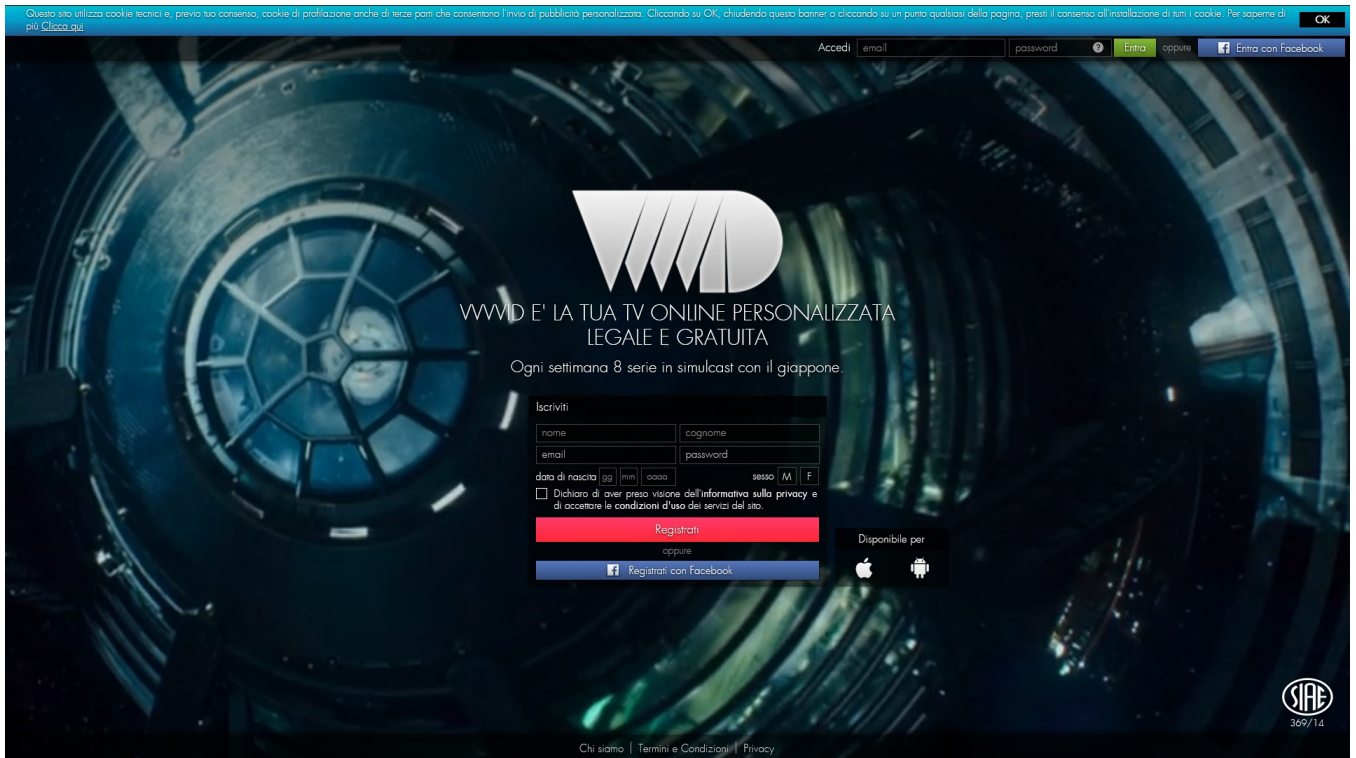 Questo sito utilizza cookie tecnici e, previo tuo consenso, cookie di profilazione anche di terze parti che consentono l'invio di pubblicità personalizzata. Cliccando su OK, chiudendo questo banner o cliccando su un punto qualsiasi della pagina, presti il consenso all'installazione di tutti i cookie. Per saperne di
più Clicca qui
OK
Accedi email password ? Entra oppure Entra con Facebook
VVVVID
VVVVID E' LA TUA TV ONLINE PERSONALIZZATA
LEGALE E GRATUITA
Ogni settimana 8 serie in simulcast con il giappone.
Iscriviti
nome cognome
email password
data di nascita gg mm aaaa sesso M F
Dichiaro di aver preso visione dell'informativa sulla privacy e
di accettare le condizioni d'uso dei servizi del sito.
Registrati
oppure
Registrati con Facebook
Disponibile per
SIAE
369/14
Chi siamo | Termini e Condizioni | Privacy